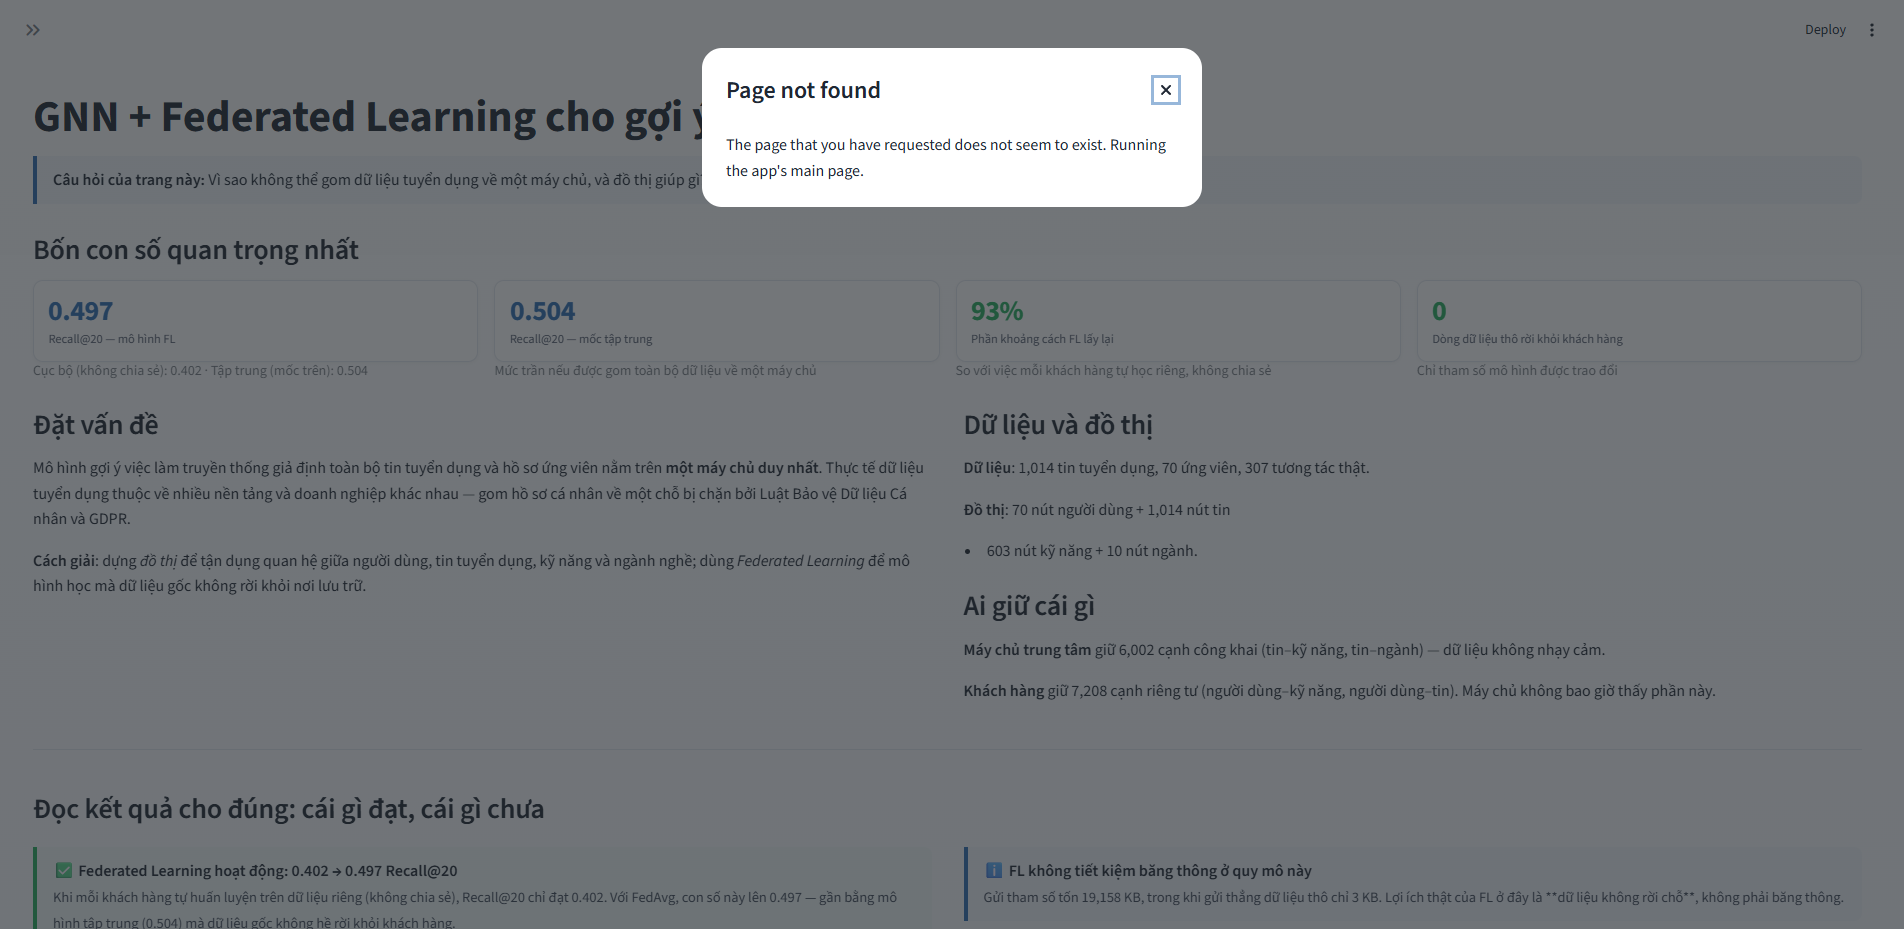 Deploy
Page not found
The page that you have requested does not seem to exist. Running
the app's main page.
GNN + Federated Learning cho gợi ý
Câu hỏi của trang này: Vì sao không thể gom dữ liệu tuyển dụng về một máy chủ, và đồ thị giúp gì
Bốn con số quan trọng nhất
0.497
Recall@20 — mô hình FL
Cục bộ (không chia sẻ): 0.402 · Tập trung (mốc trên): 0.504
0.504
Recall@20 — mốc tập trung
Mức trần nếu được gom toàn bộ dữ liệu về một máy chủ
93%
Phần khoảng cách FL lấy lại
So với việc mỗi khách hàng tự học riêng, không chia sẻ
0
Dòng dữ liệu thô rời khỏi khách hàng
Chỉ tham số mô hình được trao đổi
Đặt vấn đề
Mô hình gợi ý việc làm truyền thống giả định toàn bộ tin tuyển dụng và hồ sơ ứng viên nằm trên một máy chủ duy nhất. Thực tế dữ liệu
tuyển dụng thuộc về nhiều nền tảng và doanh nghiệp khác nhau — gom hồ sơ cá nhân về một chỗ bị chặn bởi Luật Bảo vệ Dữ liệu Cá
nhân và GDPR.
Cách giải: dựng đồ thị để tận dụng quan hệ giữa người dùng, tin tuyển dụng, kỹ năng và ngành nghề; dùng Federated Learning để mô
hình học mà dữ liệu gốc không rời khỏi nơi lưu trữ.
Dữ liệu và đồ thị
Dữ liệu: 1,014 tin tuyển dụng, 70 ứng viên, 307 tương tác thật.
Đồ thị: 70 nút người dùng + 1,014 nút tin
• 603 nút kỹ năng + 10 nút ngành.
Ai giữ cái gì
Máy chủ trung tâm giữ 6,002 cạnh công khai (tin–kỹ năng, tin–ngành) — dữ liệu không nhạy cảm.
Khách hàng giữ 7,208 cạnh riêng tư (người dùng–kỹ năng, người dùng–tin). Máy chủ không bao giờ thấy phần này.
Đọc kết quả cho đúng: cái gì đạt, cái gì chưa
✅ Federated Learning hoạt động: 0.402 → 0.497 Recall@20
Khi mỗi khách hàng tự huấn luyện trên dữ liệu riêng (không chia sẻ), Recall@20 chỉ đạt 0.402. Với FedAvg, con số này lên 0.497 — gần bằng mô
hình tập trung (0.504) mà dữ liệu gốc không hề rời khỏi khách hàng.
ℹ️ FL không tiết kiệm băng thông ở quy mô này
Gửi tham số tốn 19,158 KB, trong khi gửi thẳng dữ liệu thô chỉ 3 KB. Lợi ích thật của FL ở đây là **dữ liệu không rời chỗ**, không phải băng thông.